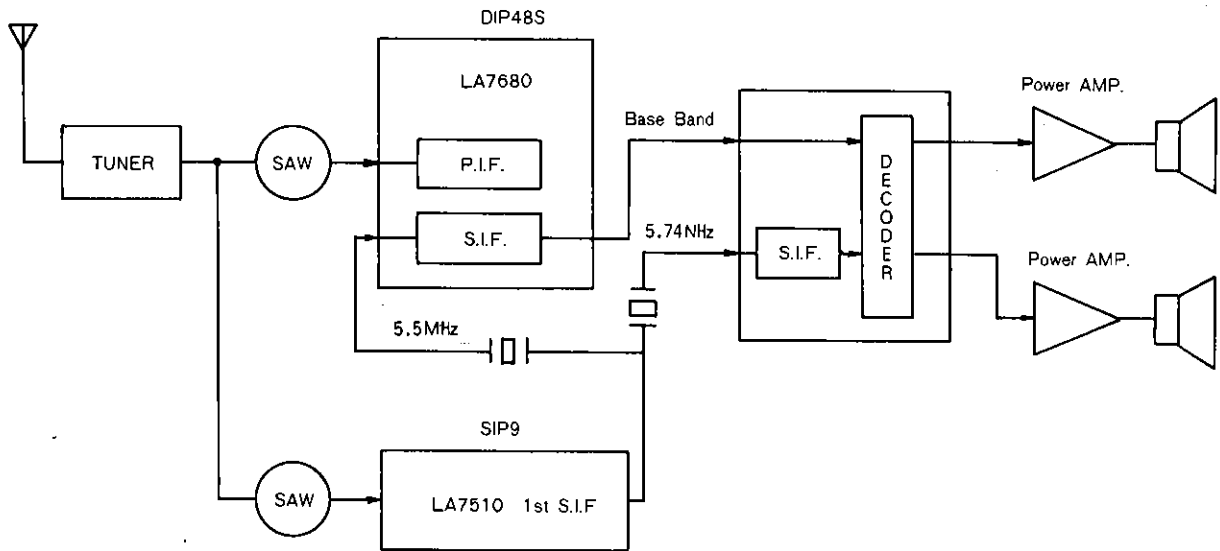 DIP48S
LA7680
Power AMP.
Base Band
TUNER
SAW
P.I.F.
DECODER
S.I.F.
5.74NHz
S.I.F.
Power AMP.
5.5MHz
SIP9
SAW
LA7510 1st S.I.F